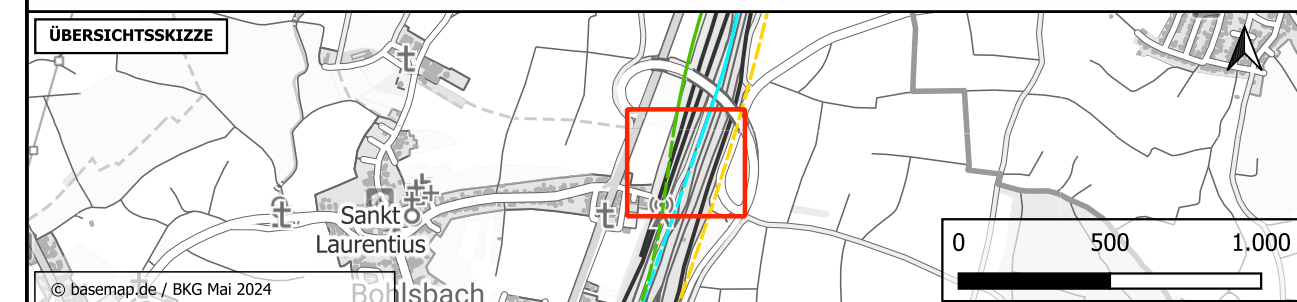 ÜBERSICHTSSKIZZE
Sankt
Laurentius
Bohlsbach
0 500 1.000
© basemap.de / BKG Mai 2024